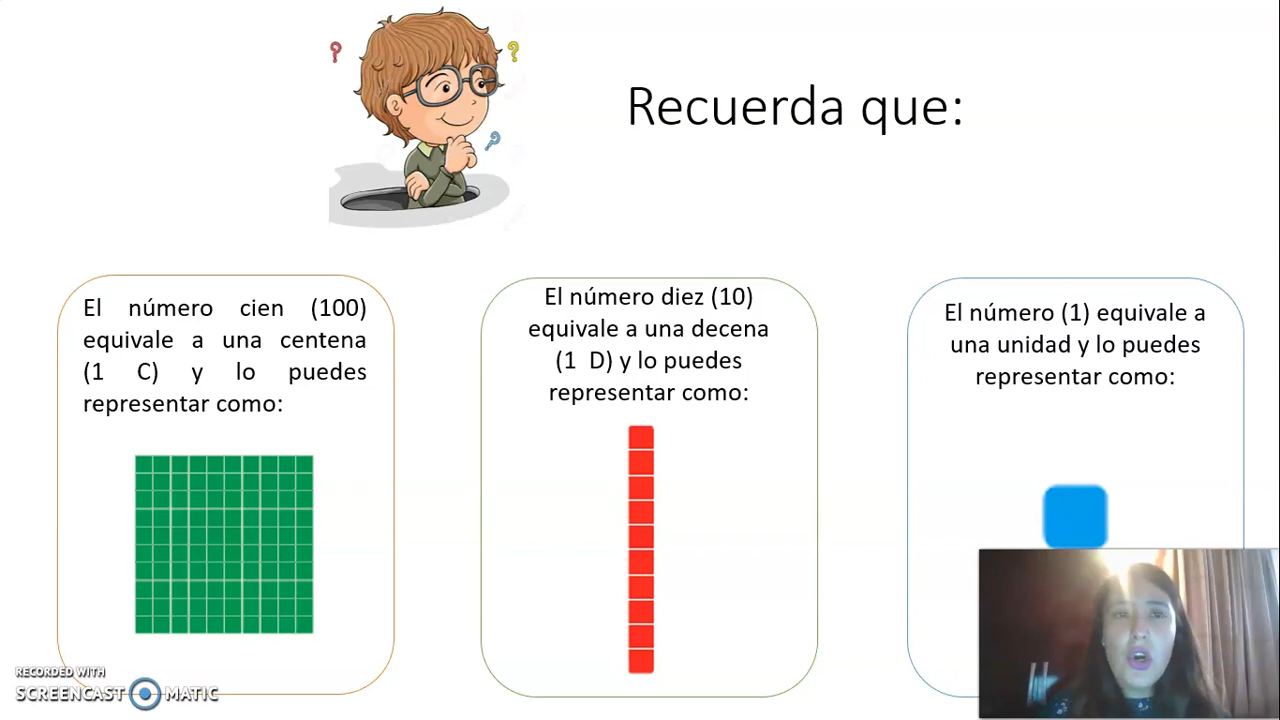 Recuerda que:
El número cien (100)
equivale a una centena
(1 C) y lo puedes
representar como:
El número diez (10)
equivale a una decena
(1 D) y lo puedes
representar como:
El número (1) equivale a
una unidad y lo puedes
representar como:
RECORDED WITH
SCREENCAST MATIC